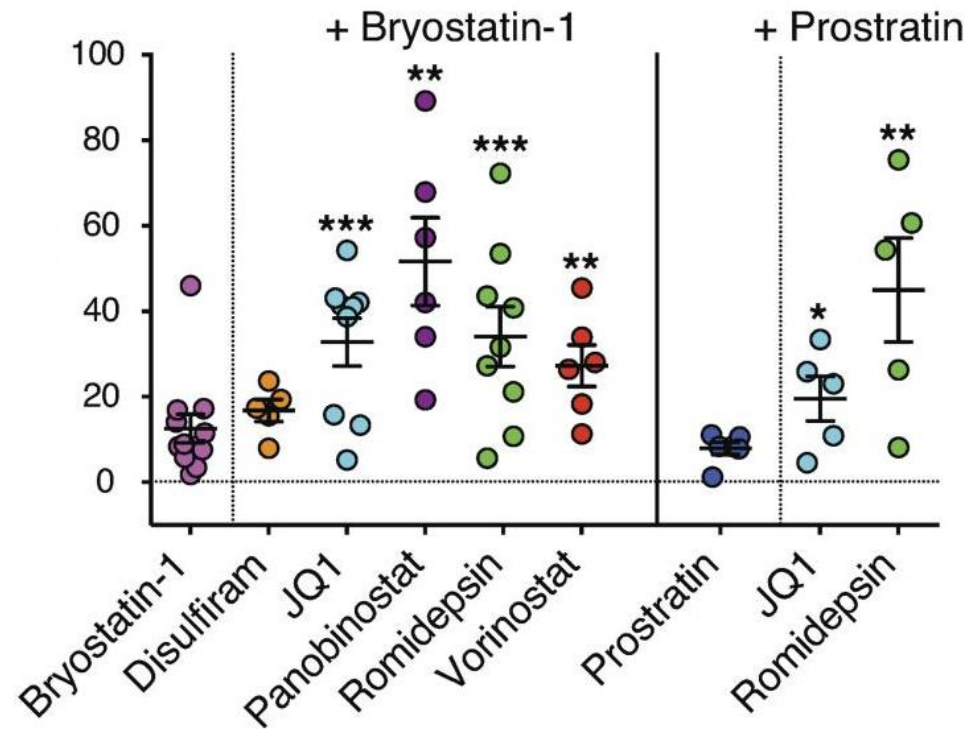 + Bryostatin-1
+ Prostratin
100
80
60
40
20
0
**
***
***
**
*
**
Bryostatin-1
Disulfiram
JQ1
Panobinostat
Romidepsin
Vorinostat
Prostratin
JQ1
Romidepsin